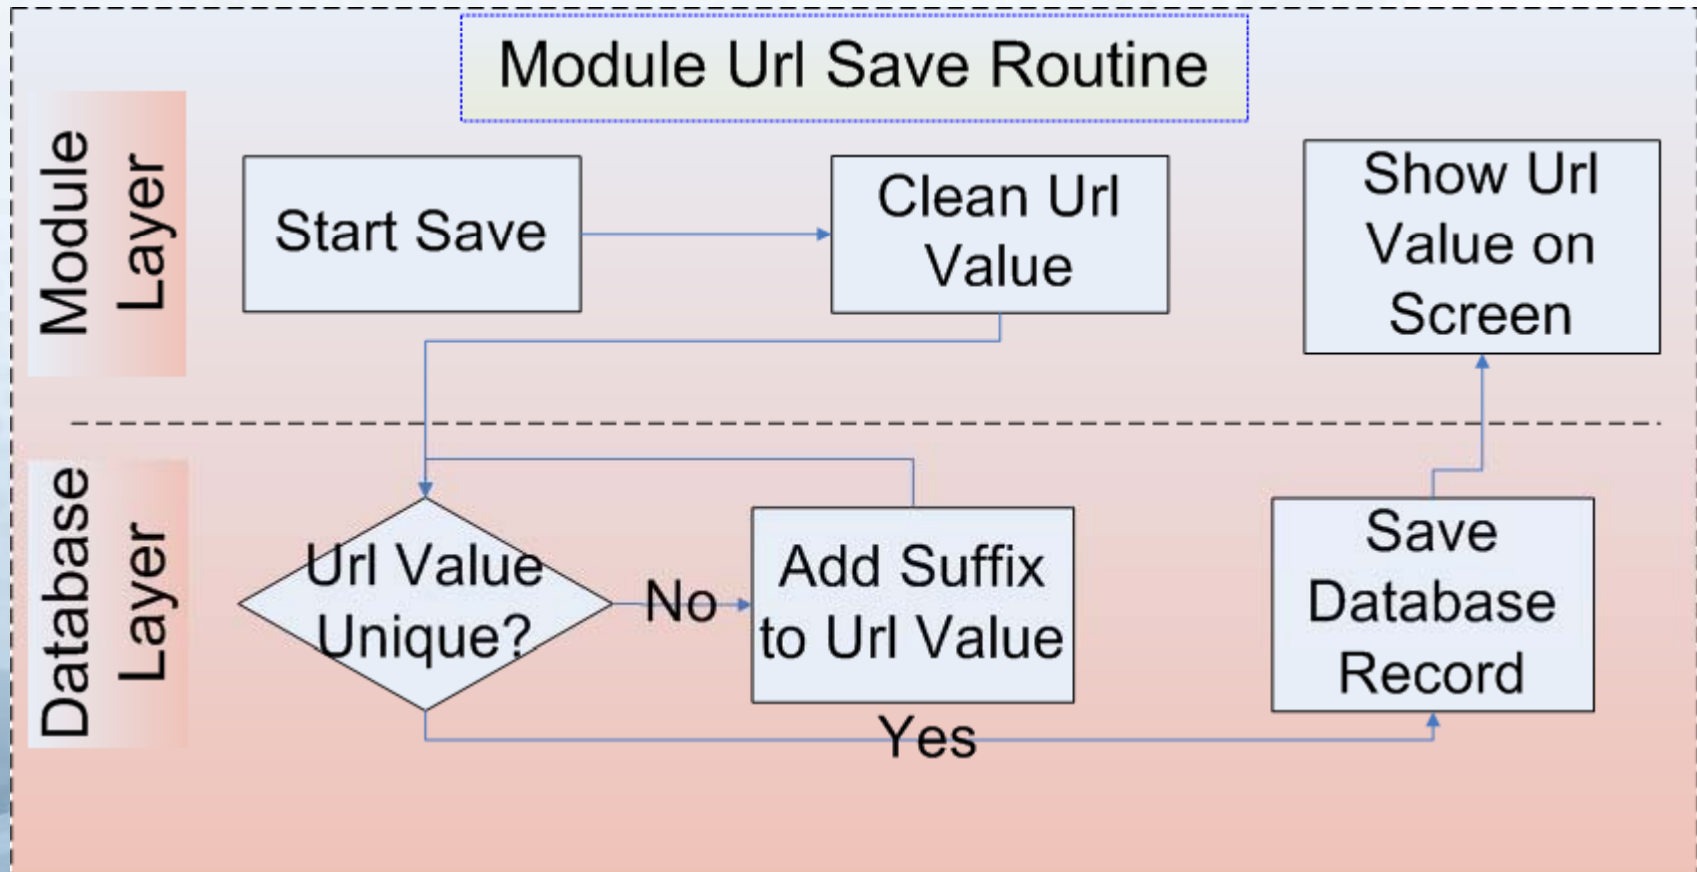 Module Url Save Routine
Module
Layer
Start Save
Clean Url
Value
Show Url
Value on
Screen
Database
Layer
Url Value
Unique?
No
Add Suffix
to Url Value
Yes
Save
Database
Record